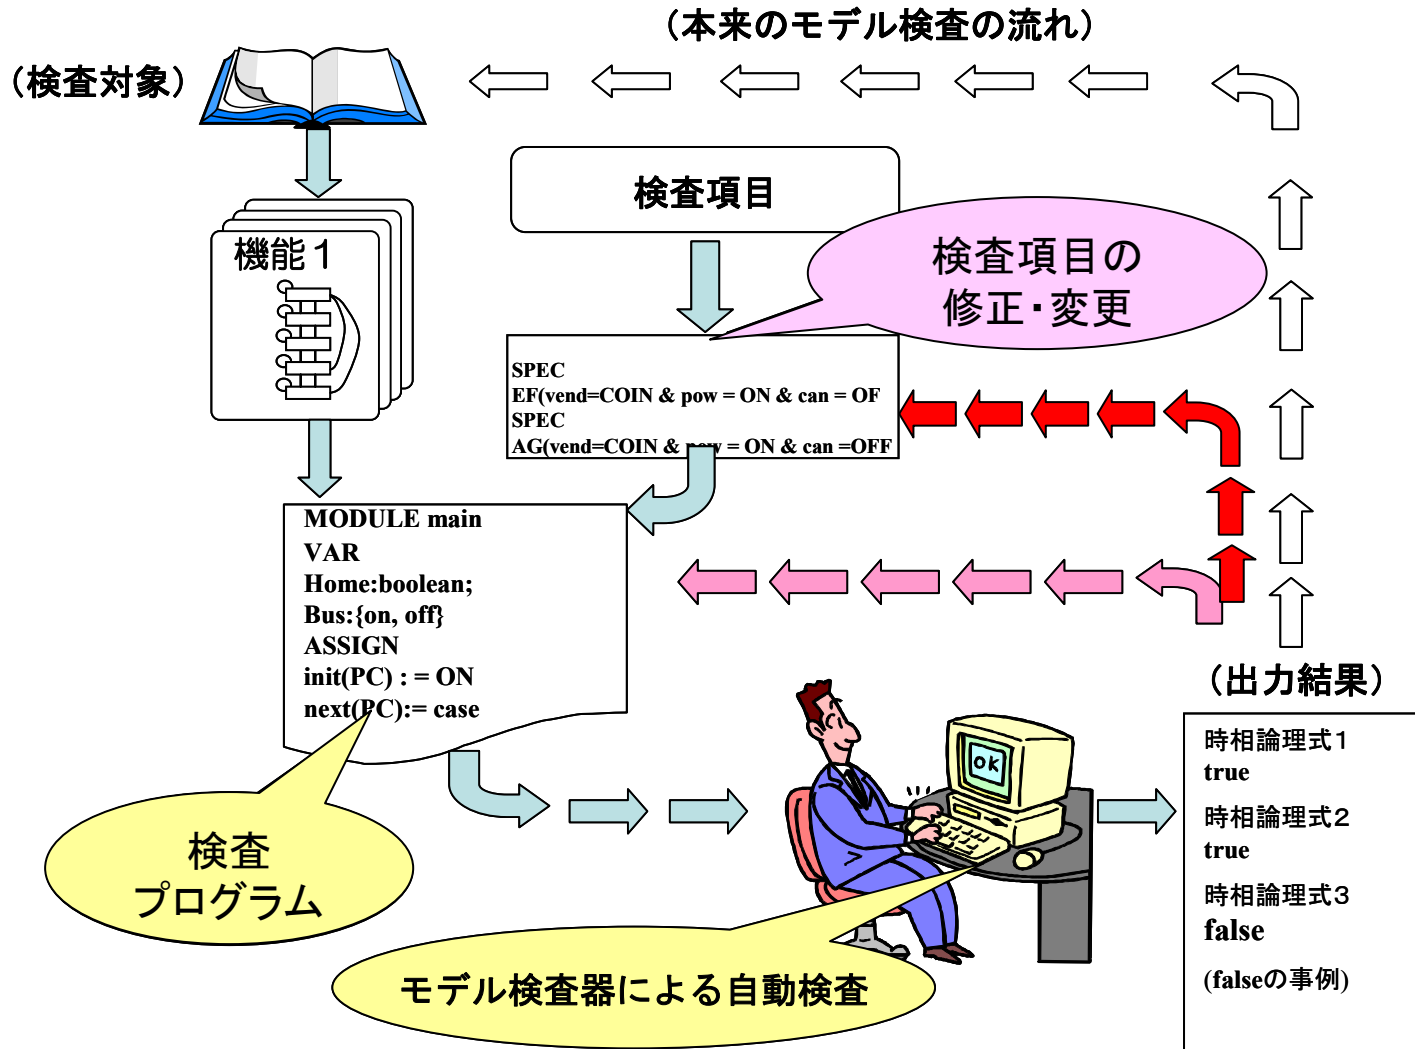 （本来のモデル検査の流れ）
（検査対象）
検査項目
機能１
検査項目の
修正・変更
SPEC
EF(vend=COIN & pow = ON & can = OF
SPEC
AG(vend=COIN & pow = ON & can =OFF
MODULE main
VAR
Home:boolean;
Bus:{on, off}
ASSIGN
init(PC) : = ON
next(PC):= case
（出力結果）
時相論理式１
true
時相論理式２
true
時相論理式３
false
(falseの事例)
OK
検査
プログラム
モデル検査器による自動検査